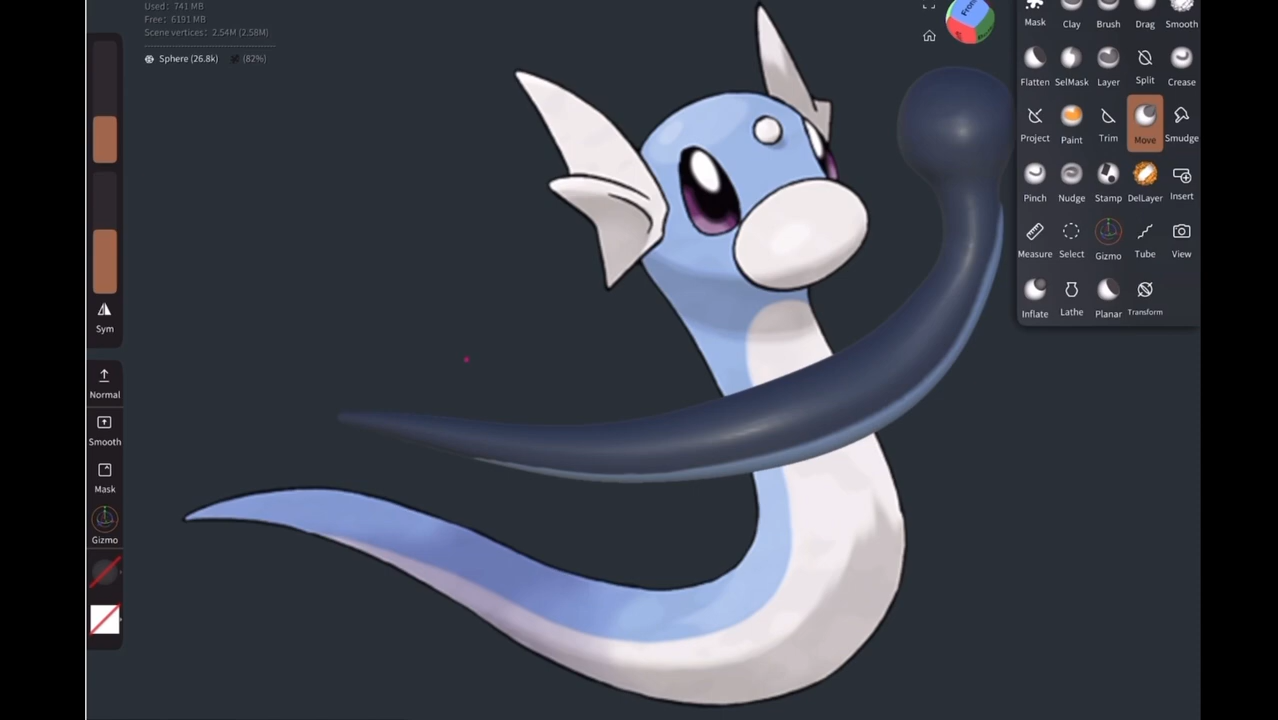 Used: 741 MB
Free: 6191 MB
Scene vertices: 2.54M (2.58M)
Sphere (26.8k) (82%)
Front
Mask Clay Brush Drag Smooth
Flatten SelMask Layer Split Crease
Project Paint Trim Move Smudge
Pinch Nudge Stamp DelLayer Insert
Measure Select Gizmo Tube View
Inflate Lathe Planar Transform
Sym
Normal
Smooth
Mask
Gizmo